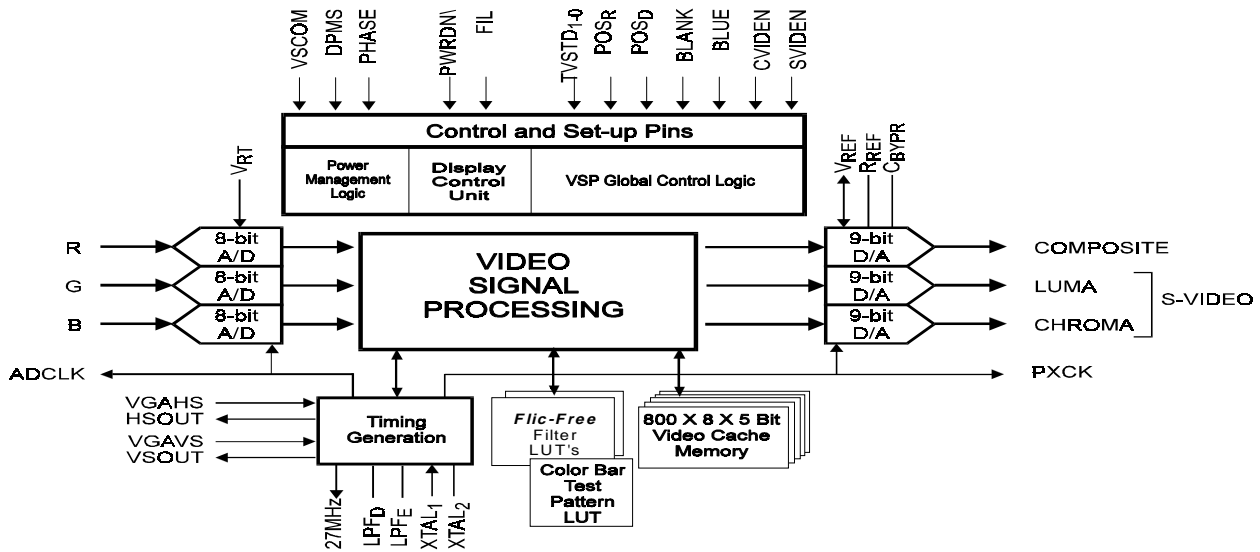 VSCOM
DPMS
PHASE
PWRDN\
FIL
TVSTD1-0
POSR
POSD
BLANK
BLUE
CVIDEN
SVIDEN
Control and Set-up Pins
Power
Management
Logic
Display
Control
Unit
VSP Global Control Logic
VRT
VREF
RREF
CBYPR
R
G
B
8-bit
A/D
8-bit
A/D
8-bit
A/D
VIDEO
SIGNAL
PROCESSING
9-bit
D/A
9-bit
D/A
9-bit
D/A
COMPOSITE
LUMA
CHROMA
S-VIDEO
ADCLK
PXCK
VGAHS
HSOUT
VGAVS
VSOUT
Timing
Generation
Flic-Free
Filter
LUT's
Color Bar
Test
Pattern
LUT
800 X 8 X 5 Bit
Video Cache
Memory
27MHz
LPFD
LPFE
XTAL1
XTAL2